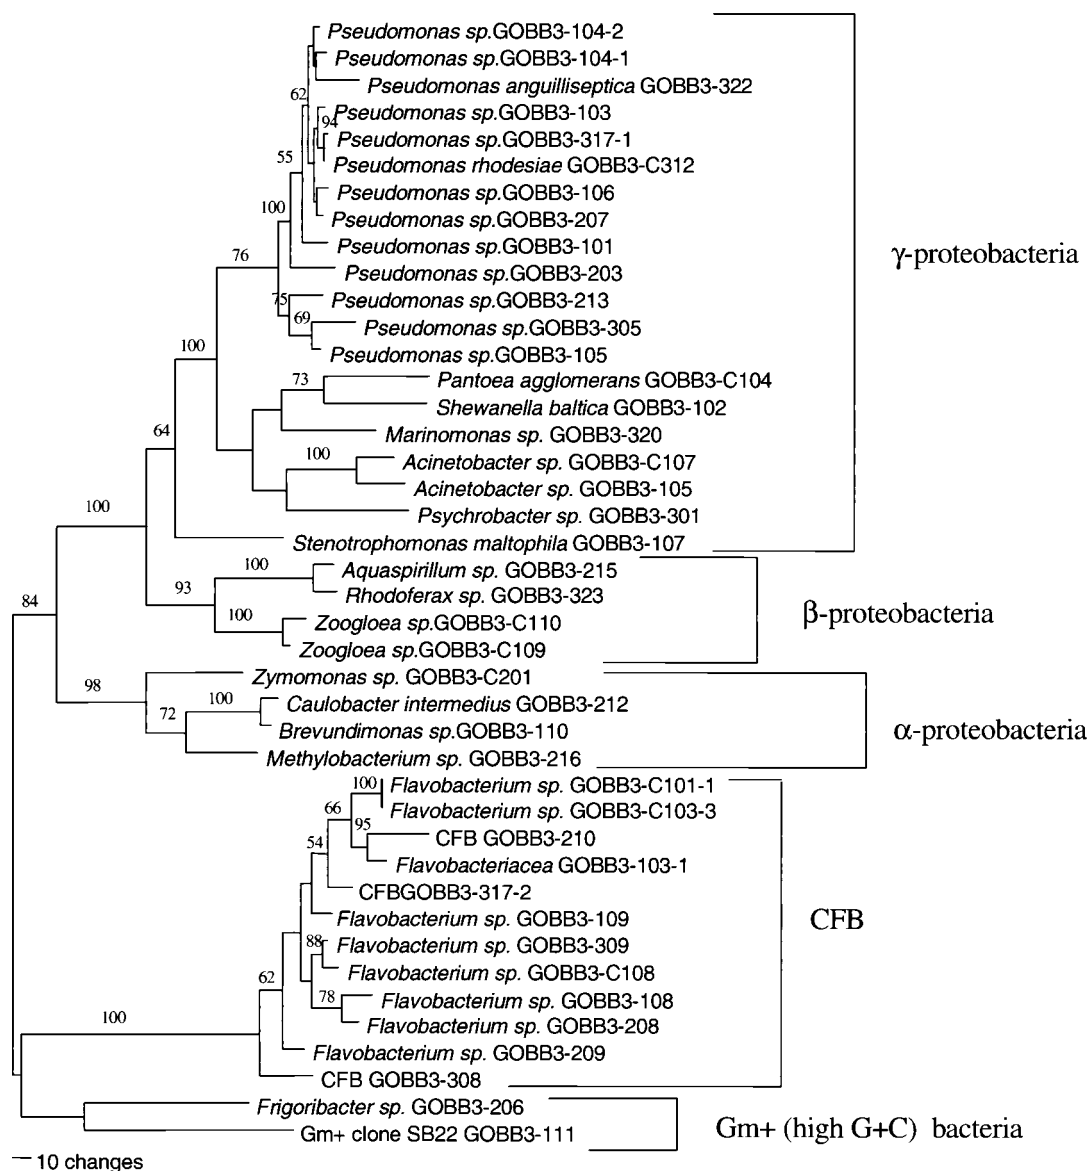 Pseudomonas sp.GOBB3-104-2
Pseudomonas sp.GOBB3-104-1
Pseudomonas anguilliseptica GOBB3-322
62
Pseudomonas sp.GOBB3-103
94
Pseudomonas sp.GOBB3-317-1
55
Pseudomonas rhodesiae GOBB3-C312
Pseudomonas sp.GOBB3-106
100
Pseudomonas sp.GOBB3-207
Pseudomonas sp.GOBB3-101
76
γ-proteobacteria
Pseudomonas sp.GOBB3-203
75
Pseudomonas sp.GOBB3-213
69
Pseudomonas sp.GOBB3-305
100
Pseudomonas sp.GOBB3-105
73
Pantoea agglomerans GOBB3-C104
Shewanella baltica GOBB3-102
64
Marinomonas sp. GOBB3-320
100
Acinetobacter sp. GOBB3-C107
Acinetobacter sp. GOBB3-105
100
Psychrobacter sp. GOBB3-301
Stenotrophomonas maltophila GOBB3-107
100
Aquaspirillum sp. GOBB3-215
93
Rhodoferax sp. GOBB3-323
84
β-proteobacteria
100
Zoogloea sp.GOBB3-C110
Zoogloea sp.GOBB3-C109
98
Zymomonas sp. GOBB3-C201
100
Caulobacter intermedius GOBB3-212
72
Brevundimonas sp.GOBB3-110
α-proteobacteria
Methylobacterium sp. GOBB3-216
100
Flavobacterium sp. GOBB3-C101-1
66
Flavobacterium sp. GOBB3-C103-3
95
CFB GOBB3-210
54
Flavobacteriacea GOBB3-103-1
CFBGOBB3-317-2
Flavobacterium sp. GOBB3-109
CFB
88
Flavobacterium sp. GOBB3-309
62
Flavobacterium sp. GOBB3-C108
78
Flavobacterium sp. GOBB3-108
100
Flavobacterium sp. GOBB3-208
Flavobacterium sp. GOBB3-209
CFB GOBB3-308
Frigoribacter sp. GOBB3-206
Gm+ clone SB22 GOBB3-111
Gm+ (high G+C) bacteria
10 changes